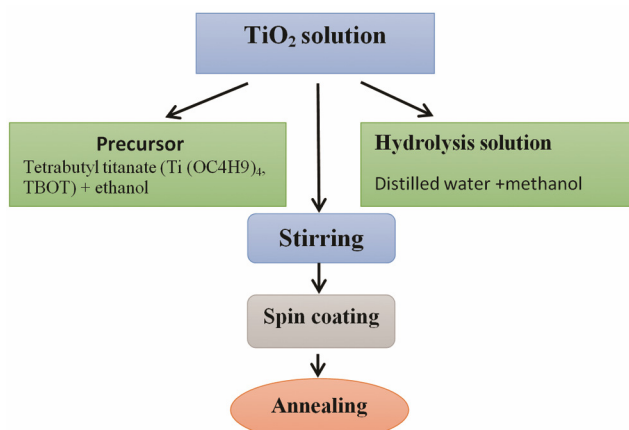 TiO₂ solution
Precursor
Tetrabutyl titanate (Ti (OC4H9)₄,
TBOT) + ethanol
Hydrolysis solution
Distilled water +methanol
Stirring
Spin coating
Annealing